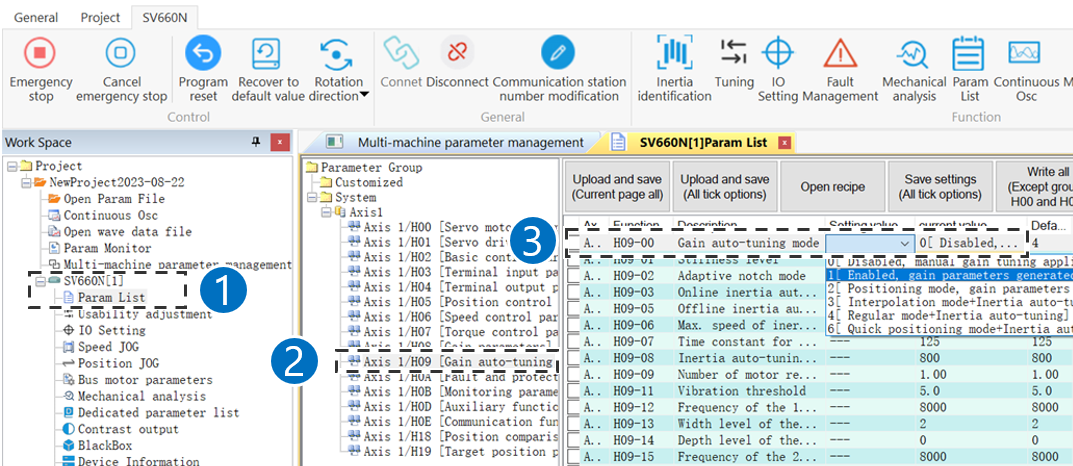 General Project SV660N
Emergency stop
Cancel emergency stop
Program reset
Recover to default value
Rotation direction
Connet
Disconnect
Communication station number modification
Inertia identification
Tuning
IO Setting
Fault Management
Mechanical analysis
Param List
Continuous Osc
M
Control
General
Function
Work Space
Project
NewProject2023-08-22
Open Param File
Continuous Osc
Open wave data file
Param Monitor
Multi-machine parameter management
SV660N[1]
Param List
1
Usability adjustment
IO Setting
Speed JOG
Position JOG
Bus motor parameters
Mechanical analysis
Dedicated parameter list
Contrast output
BlackBox
Device Information
Multi-machine parameter management
SV660N[1]Param List
Parameter Group
Customized
System
Axis1
Axis 1/H00 [Servo moto
Axis 1/H01 [Servo driv
Axis 1/H02 [Basic contr
Axis 1/H03 [Terminal input pa
Axis 1/H04 [Terminal output p
Axis 1/H05 [Position control
Axis 1/H06 [Speed control par
Axis 1/H07 [Torque control pa
Axis 1/H08 [Gain parameters]
2
Axis 1/H09 [Gain auto-tuning
Axis 1/H0A [Fault and protect
Axis 1/H0B [Monitoring parame
Axis 1/H0D [Auxiliary functio
Axis 1/H0E [Communication fun
Axis 1/H18 [Position comparis
Axis 1/H19 [Target position p
Upload and save
(Current page all)
Upload and save
(All tick options)
Open recipe
Save settings
(All tick options)
Write all
(Except grou
H00 and H0
Ax Function Description Setting value current value Defa...
3
A.. H09-00 Gain auto-tuning mode 0[ Disabled,... 4
0[ Disabled, manual gain tuning appli
1[ Enabled, gain parameters generated
2[ Positioning mode, gain parameters
3[ Interpolation mode+Inertia auto-tu
4[ Regular mode+Inertia auto-tuning]
6[ Quick positioning mode+Inertia aut
A.. H09-01 Stiffness level
A.. H09-02 Adaptive notch mode
A.. H09-03 Online inertia aut...
A.. H09-05 Offline inertia au...
A.. H09-06 Max. speed of iner...
A.. H09-07 Time constant for ... --- 125 125
A.. H09-08 Inertia auto-tunin... --- 800 800
A.. H09-09 Number of motor re... --- 1.00 1.00
A.. H09-11 Vibration threshold --- 5.0 5.0
A.. H09-12 Frequency of the 1... --- 8000 8000
A.. H09-13 Width level of the... --- 2 2
A.. H09-14 Depth level of the... --- 0 0
A.. H09-15 Frequency of the 2... --- 8000 8000